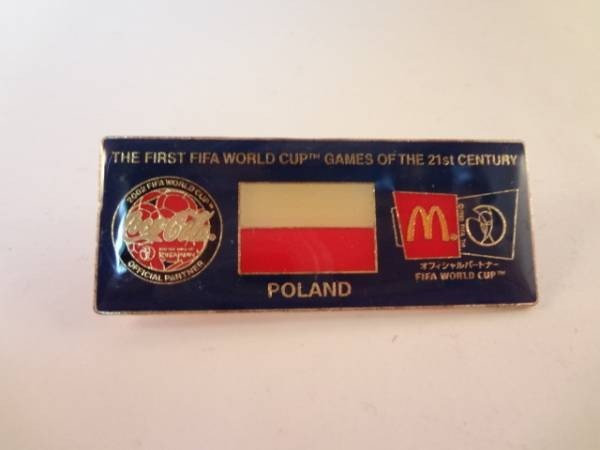 THE FIRST FIFA WORLD CUP™ GAMES OF THE 21st CENTURY
2002 FIFA WORLD CUP™
Coca-Cola
OFFICIAL PARTNER
M
オフィシャルパートナー
FIFA WORLD CUP™
POLAND